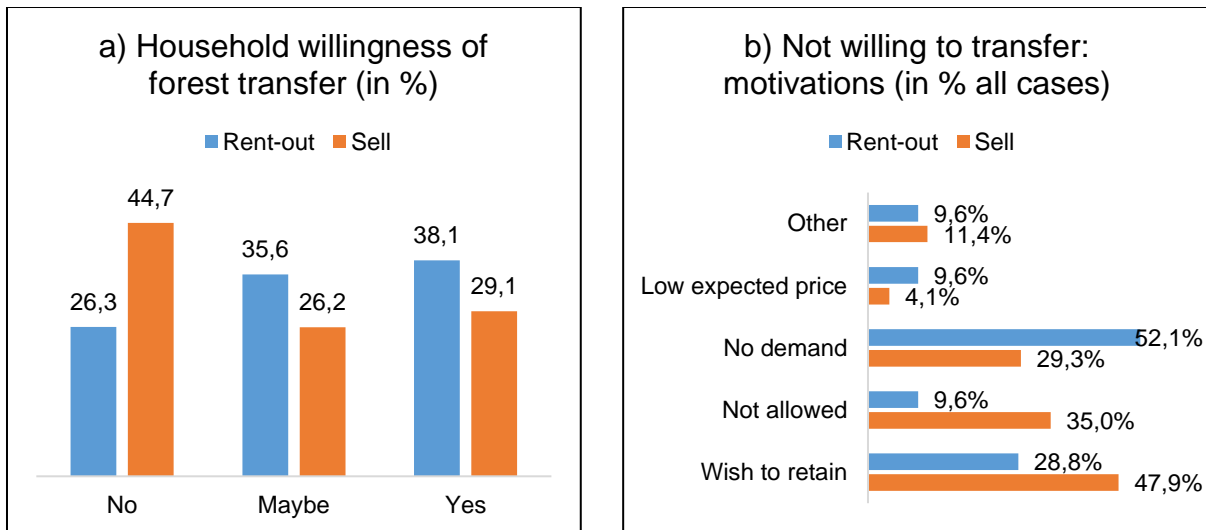 a) Household willingness of
forest transfer (in %)
Rent-out Sell
44,7
38,1
35,6
29,1
26,3
26,2
No Maybe Yes
b) Not willing to transfer:
motivations (in % all cases)
Rent-out Sell
Other
9,6%
11,4%
Low expected price
9,6%
4,1%
No demand
52,1%
29,3%
Not allowed
9,6%
35,0%
Wish to retain
28,8%
47,9%